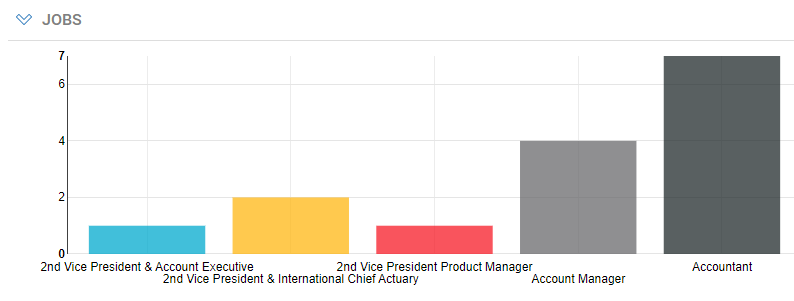 JOBS
7
6
4
2
0
2nd Vice President & Account Executive
2nd Vice President & International Chief Actuary
2nd Vice President Product Manager
Account Manager
Accountant